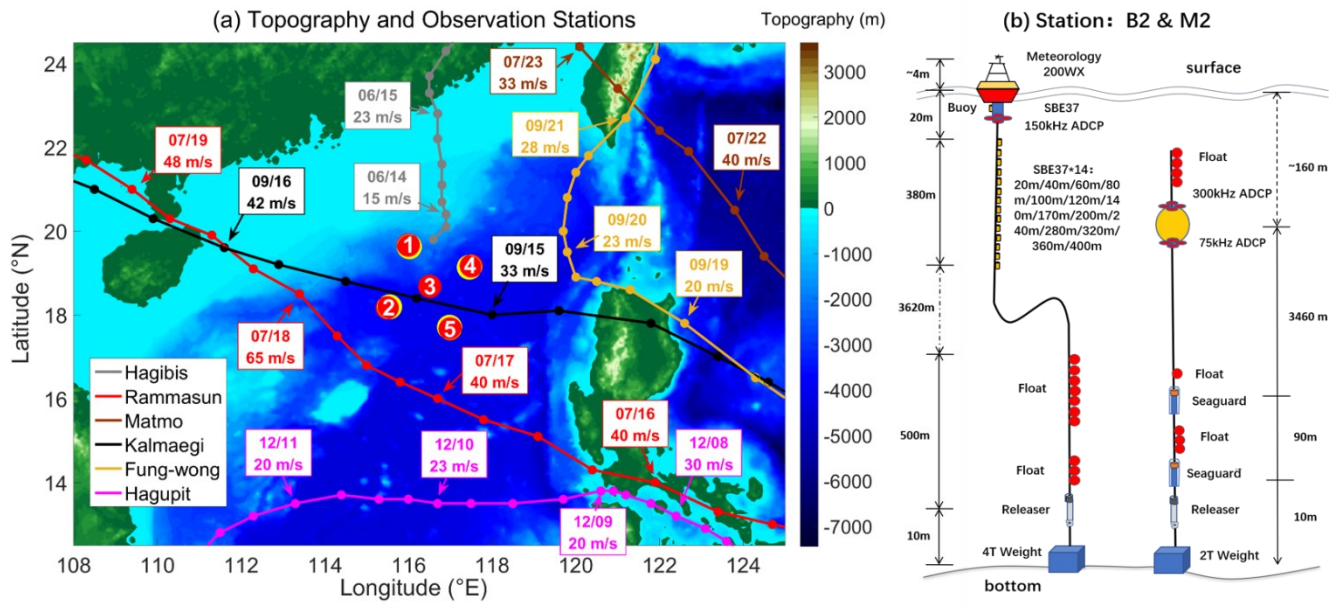 (a) Topography and Observation Stations
Topography (m)
24
22
20
18
16
14
Latitude (°N)
108
110
112
114
116
118
120
122
124
Longitude (°E)
3000
2000
1000
0
-1000
-2000
-3000
-4000
-5000
-6000
-7000
07/23
33 m/s
06/15
23 m/s
09/21
28 m/s
07/22
40 m/s
07/19
48 m/s
09/16
42 m/s
06/14
15 m/s
09/20
23 m/s
09/15
33 m/s
09/19
20 m/s
1
4
3
2
5
07/18
65 m/s
07/17
40 m/s
07/16
40 m/s
12/11
20 m/s
12/10
23 m/s
12/08
30 m/s
12/09
20 m/s
Hagibis
Rammasun
Matmo
Kalmaegi
Fung-wong
Hagupit
(b) Station: B2 & M2
Meteorology
200WX
surface
~4m
20m
Buoy
SBE37
150kHz ADCP
380m
SBE37*14:
20m/40m/60m/80
m/100m/120m/14
0m/170m/200m/2
40m/280m/320m/
360m/400m
Float
300kHz ADCP
75kHz ADCP
~160 m
3620m
3460 m
Float
Float
Seaguard
500m
Float
90m
Float
Seaguard
Releaser
Releaser
10m
10m
4T Weight
2T Weight
bottom